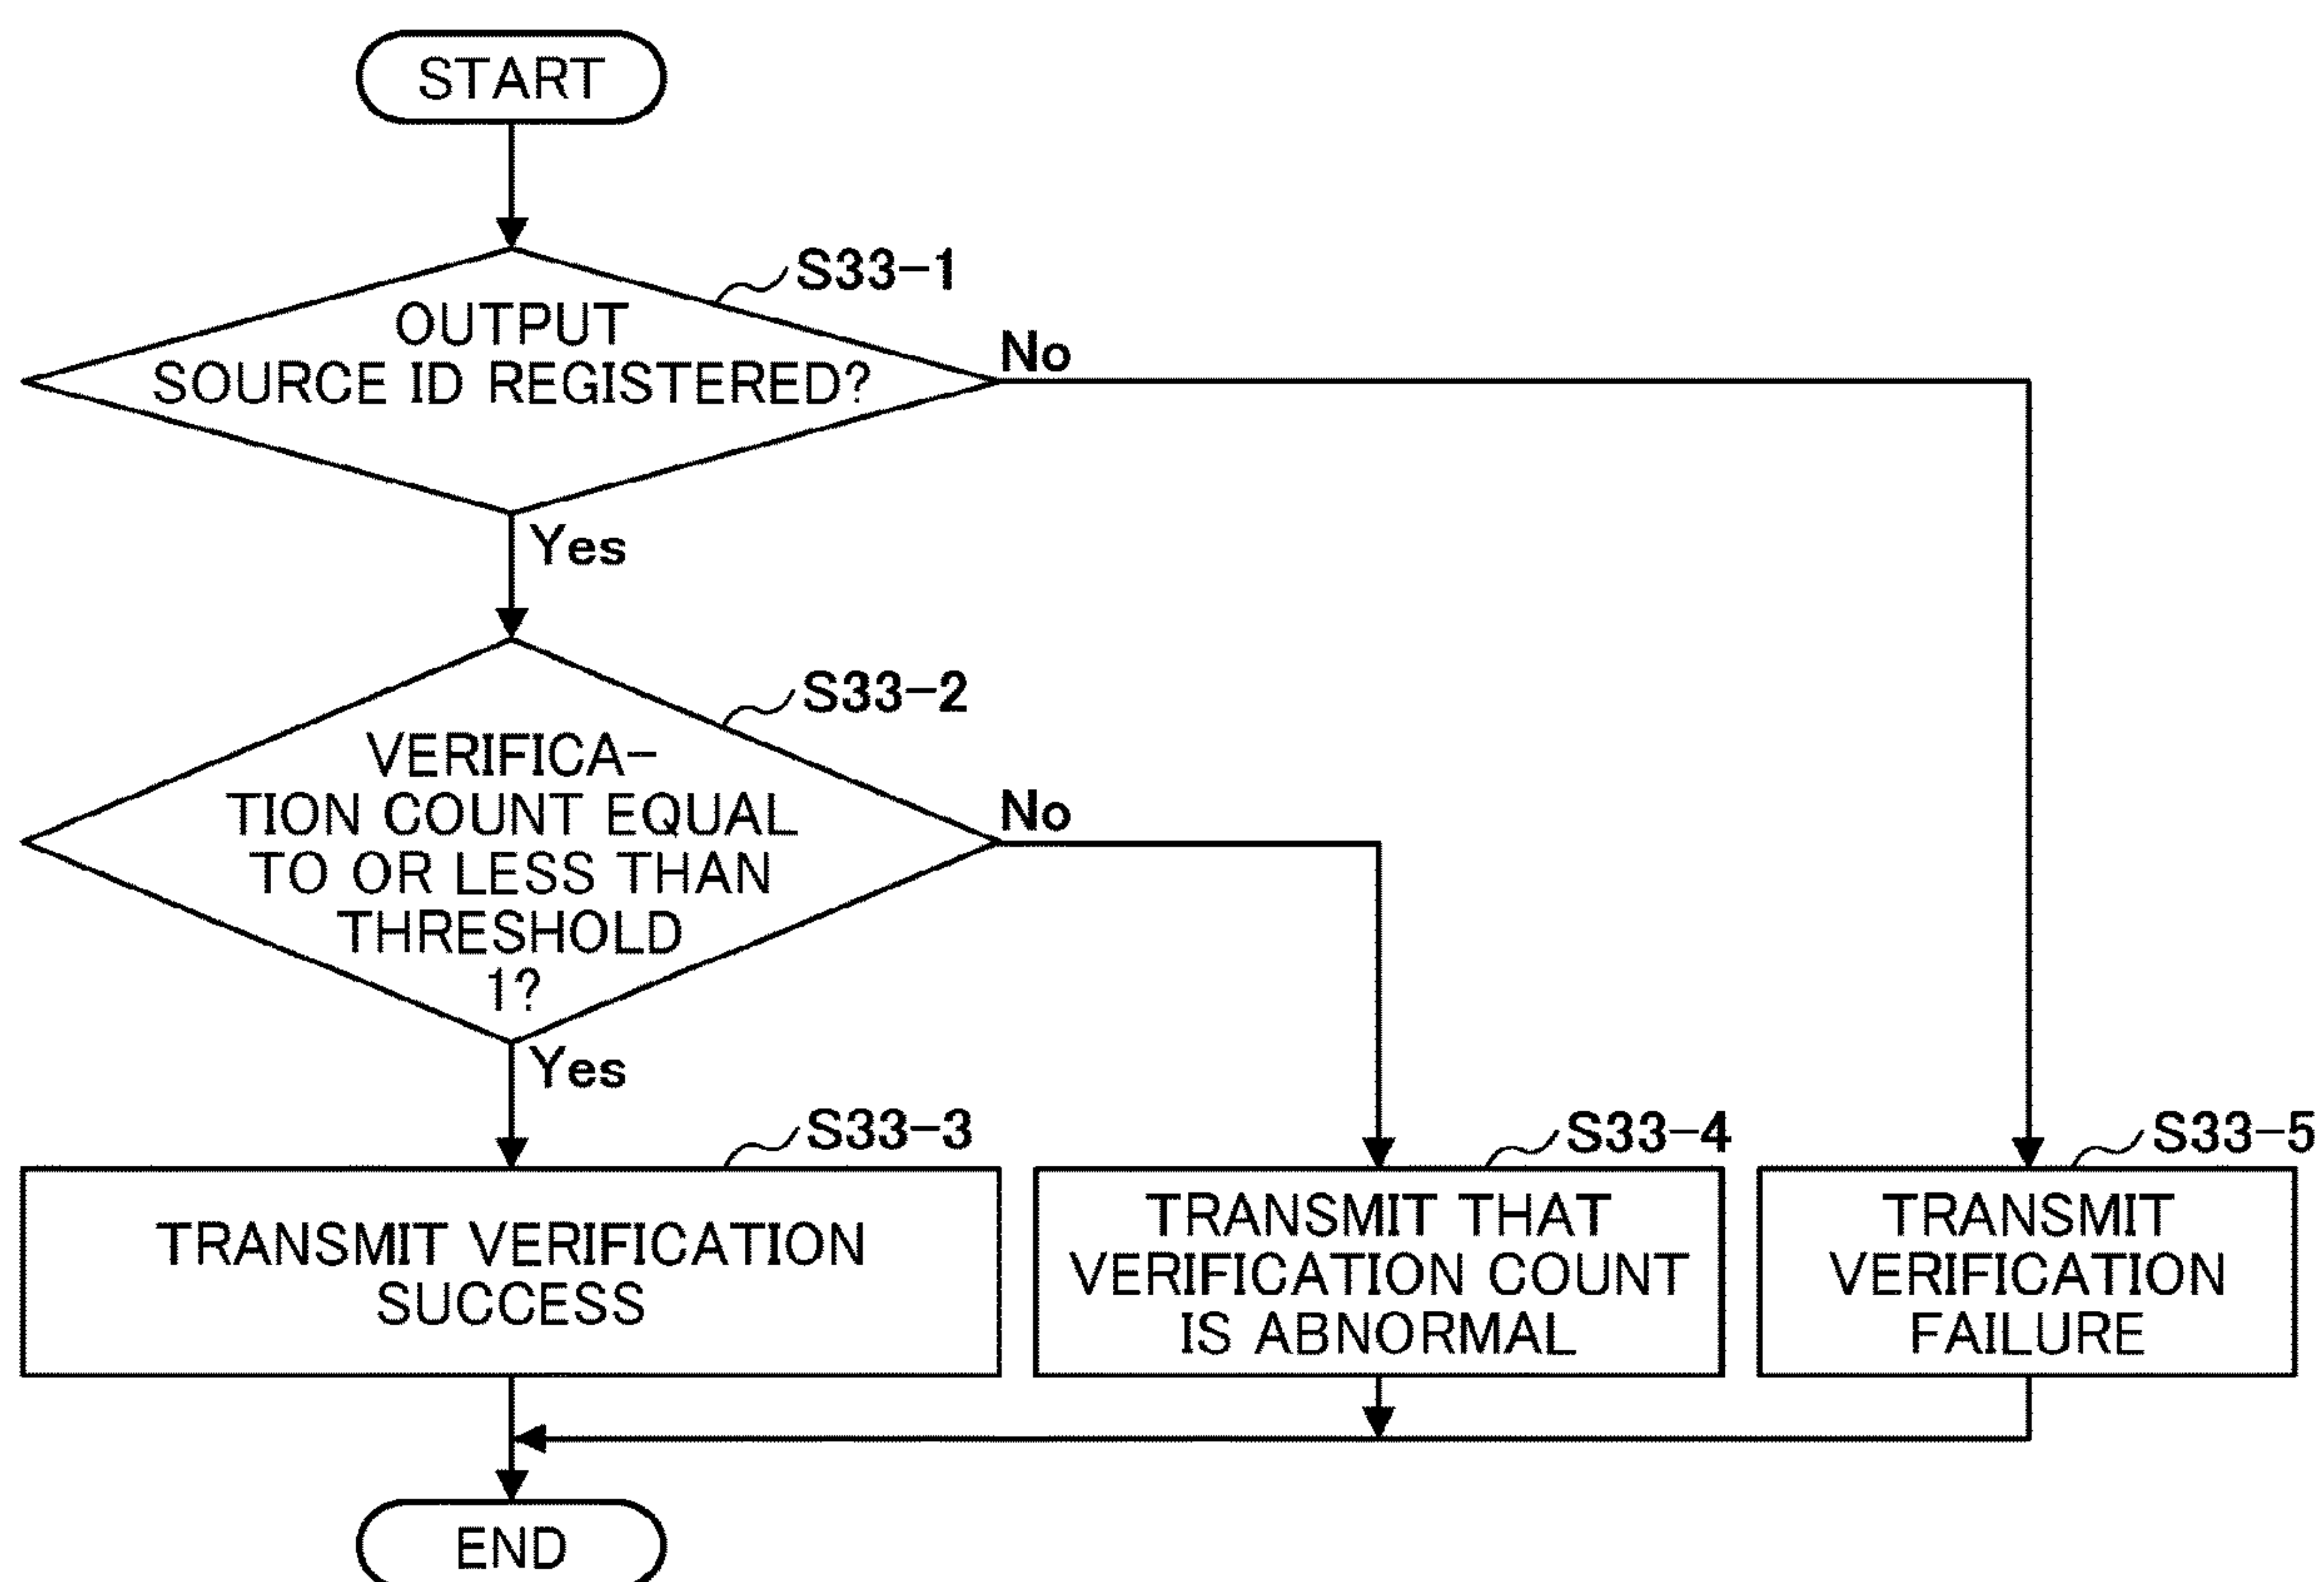 START
S33-1
OUTPUT
SOURCE ID REGISTERED?
No
Yes
S33-2
VERIFICA-
TION COUNT EQUAL
TO OR LESS THAN
THRESHOLD
1?
No
Yes
S33-3
TRANSMIT VERIFICATION
SUCCESS
S33-4
TRANSMIT THAT
VERIFICATION COUNT
IS ABNORMAL
S33-5
TRANSMIT
VERIFICATION
FAILURE
END